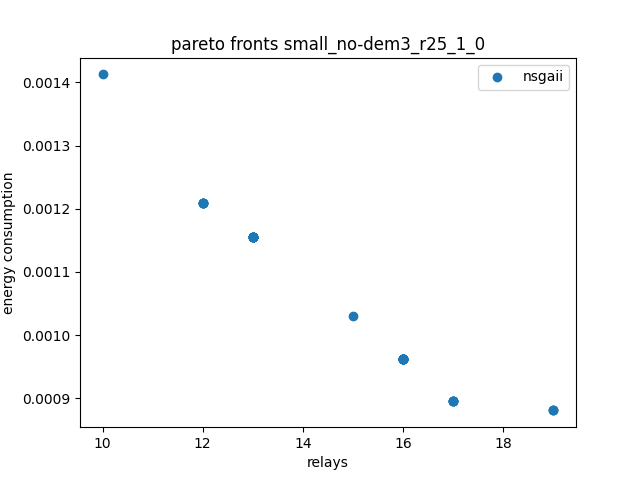 pareto fronts small_no-dem3_r25_1_0
nsgaii
0.0014
0.0013
0.0012
0.0011
0.0010
0.0009
energy consumption
10
12
14
16
18
relays